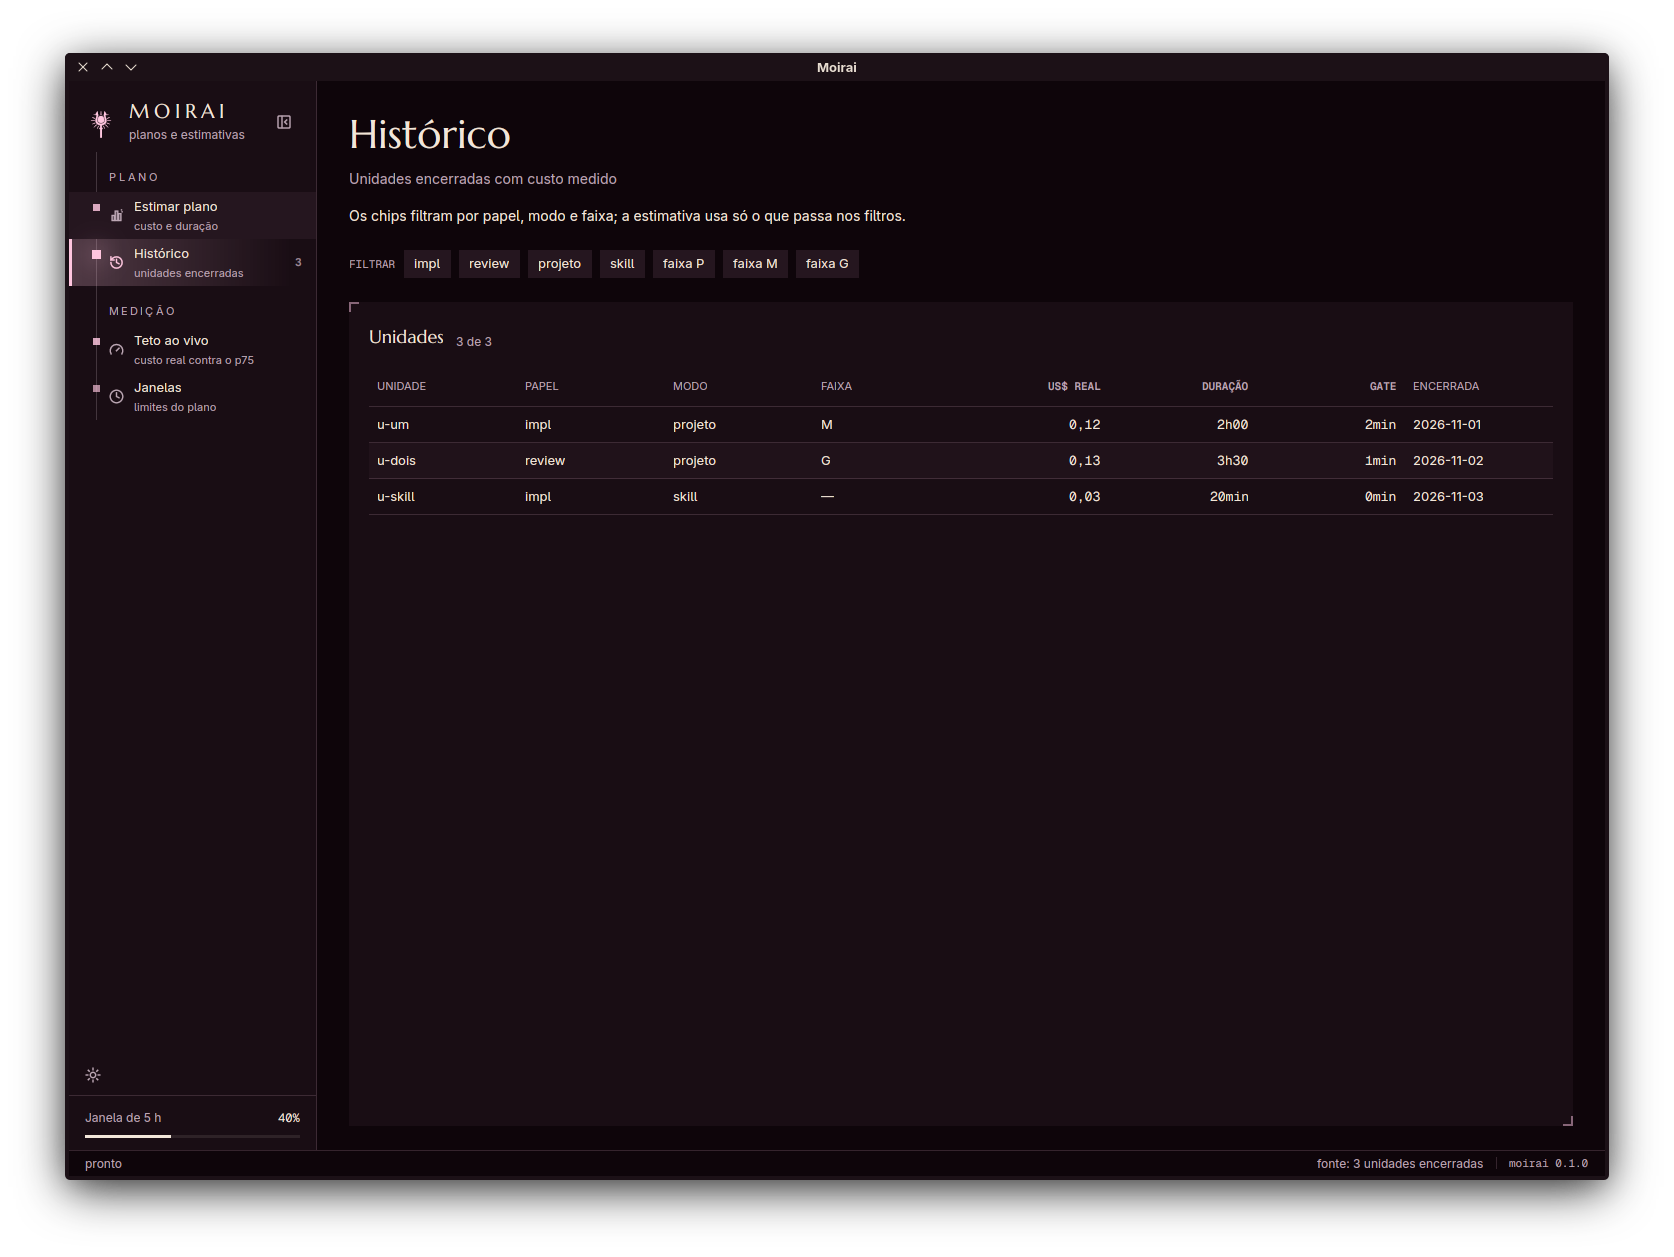 Moirai
MOIRAI
planos e estimativas
PLANO
Estimar plano
custo e duração
Histórico
unidades encerradas
3
MEDIÇÃO
Teto ao vivo
custo real contra o p75
Janelas
limites do plano
Janela de 5 h 40%
Histórico
Unidades encerradas com custo medido
Os chips filtram por papel, modo e faixa; a estimativa usa só o que passa nos filtros.
FILTRAR impl review projeto skill faixa P faixa M faixa G
Unidades 3 de 3
UNIDADE PAPEL MODO FAIXA US$ REAL DURAÇÃO GATE ENCERRADA
u-um impl projeto M 0,12 2h00 2min 2026-11-01
u-dois review projeto G 0,13 3h30 1min 2026-11-02
u-skill impl skill — 0,03 20min 0min 2026-11-03
pronto
fonte: 3 unidades encerradas moirai 0.1.0